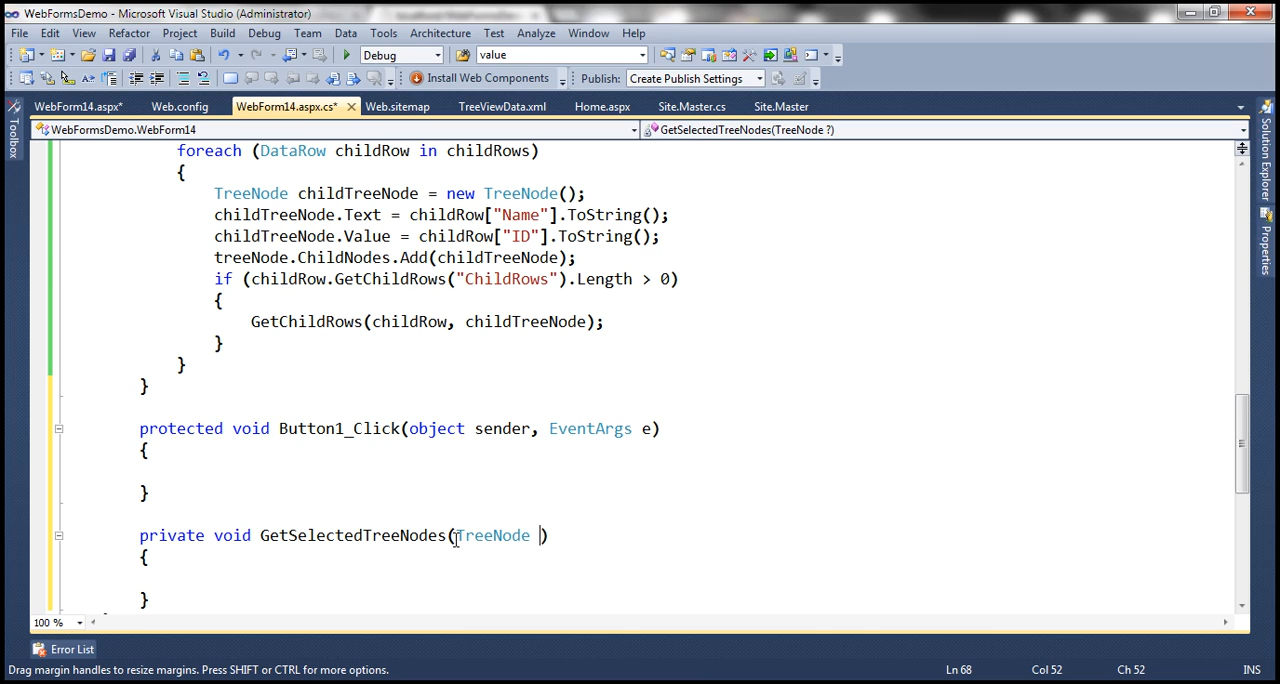 WebFormsDemo - Microsoft Visual Studio (Administrator)
File Edit View Refactor Project Build Debug Team Data Tools Architecture Test Analyze Window Help
Debug value
Install Web Components Publish: Create Publish Settings
WebForm14.aspx* Web.config WebForm14.aspx.cs* Web.sitemap TreeViewData.xml Home.aspx Site.Master.cs Site.Master
WebFormsDemo.WebForm14 GetSelectedTreeNodes(TreeNode ?)
Toolbox
Solution Explorer
Properties
foreach (DataRow childRow in childRows)
{
TreeNode childTreeNode = new TreeNode();
childTreeNode.Text = childRow["Name"].ToString();
childTreeNode.Value = childRow["ID"].ToString();
treeNode.ChildNodes.Add(childTreeNode);
if (childRow.GetChildRows("ChildRows").Length > 0)
{
GetChildRows(childRow, childTreeNode);
}
}
}
protected void Button1_Click(object sender, EventArgs e)
{
}
private void GetSelectedTreeNodes(TreeNode )
{
}
100 %
Error List
Drag margin handles to resize margins. Press SHIFT or CTRL for more options. Ln 68 Col 52 Ch 52 INS